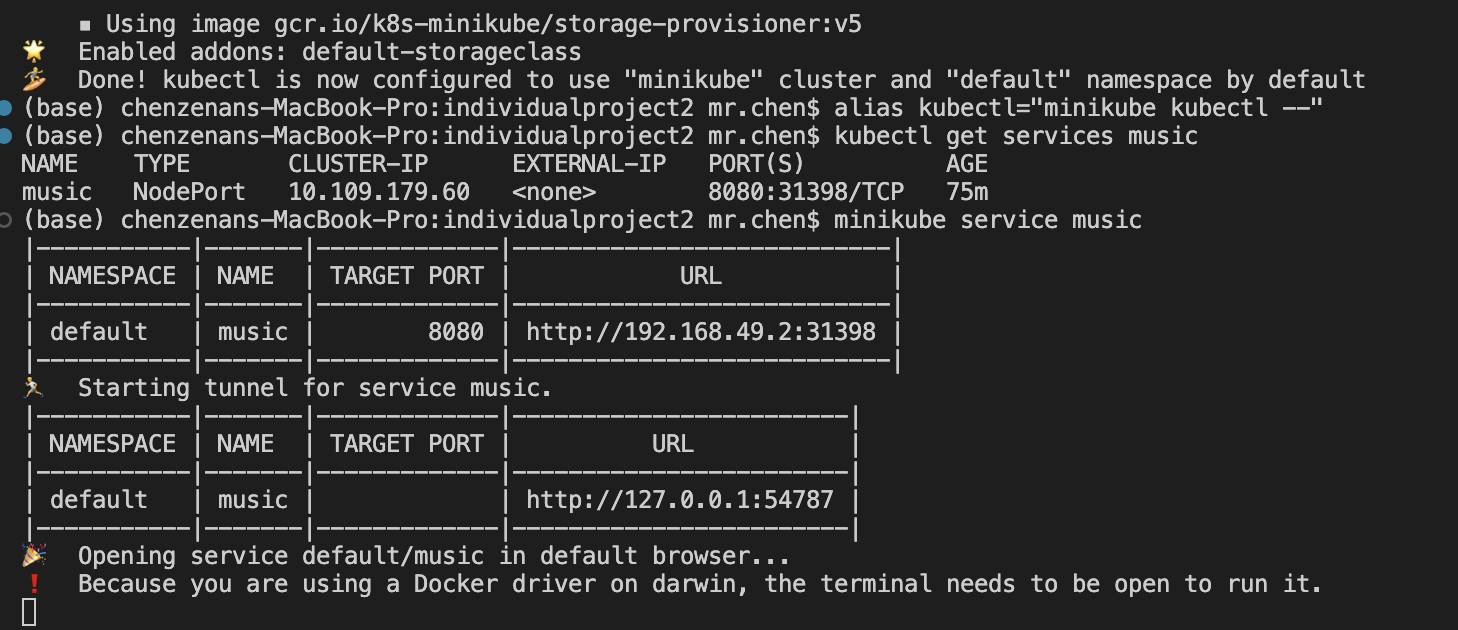 ▪ Using image gcr.io/k8s-minikube/storage-provisioner:v5
🌟 Enabled addons: default-storageclass
🏄 Done! kubectl is now configured to use "minikube" cluster and "default" namespace by default
(base) chenzenans-MacBook-Pro:individualproject2 mr.chen$ alias kubectl="minikube kubectl --"
(base) chenzenans-MacBook-Pro:individualproject2 mr.chen$ kubectl get services music
NAME    TYPE       CLUSTER-IP      EXTERNAL-IP   PORT(S)          AGE
music   NodePort   10.109.179.60   <none>        8080:31398/TCP   75m
(base) chenzenans-MacBook-Pro:individualproject2 mr.chen$ minikube service music
|-----------|-------|-------------|---------------------------|
| NAMESPACE | NAME  | TARGET PORT |            URL            |
|-----------|-------|-------------|---------------------------|
| default   | music |        8080 | http://192.168.49.2:31398 |
|-----------|-------|-------------|---------------------------|
🏃 Starting tunnel for service music.
|-----------|-------|-------------|------------------------|
| NAMESPACE | NAME  | TARGET PORT |          URL           |
|-----------|-------|-------------|------------------------|
| default   | music |             | http://127.0.0.1:54787 |
|-----------|-------|-------------|------------------------|
🎉 Opening service default/music in default browser...
❗ Because you are using a Docker driver on darwin, the terminal needs to be open to run it.